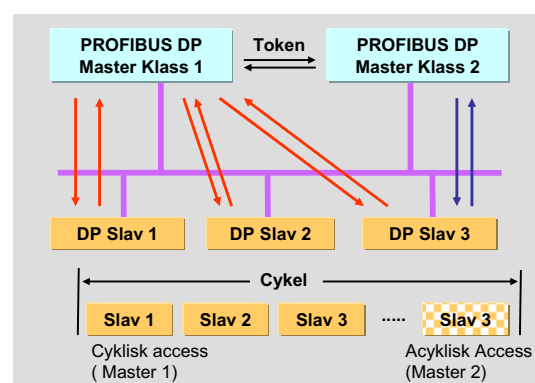 PROFIBUS DP
Master Klass 1
Token
PROFIBUS DP
Master Klass 2
DP Slav 1
DP Slav 2
DP Slav 3
Cykel
Slav 1
Slav 2
Slav 3
.....
Slav 3
Cyklisk access
( Master 1)
Acyklisk Access
(Master 2)